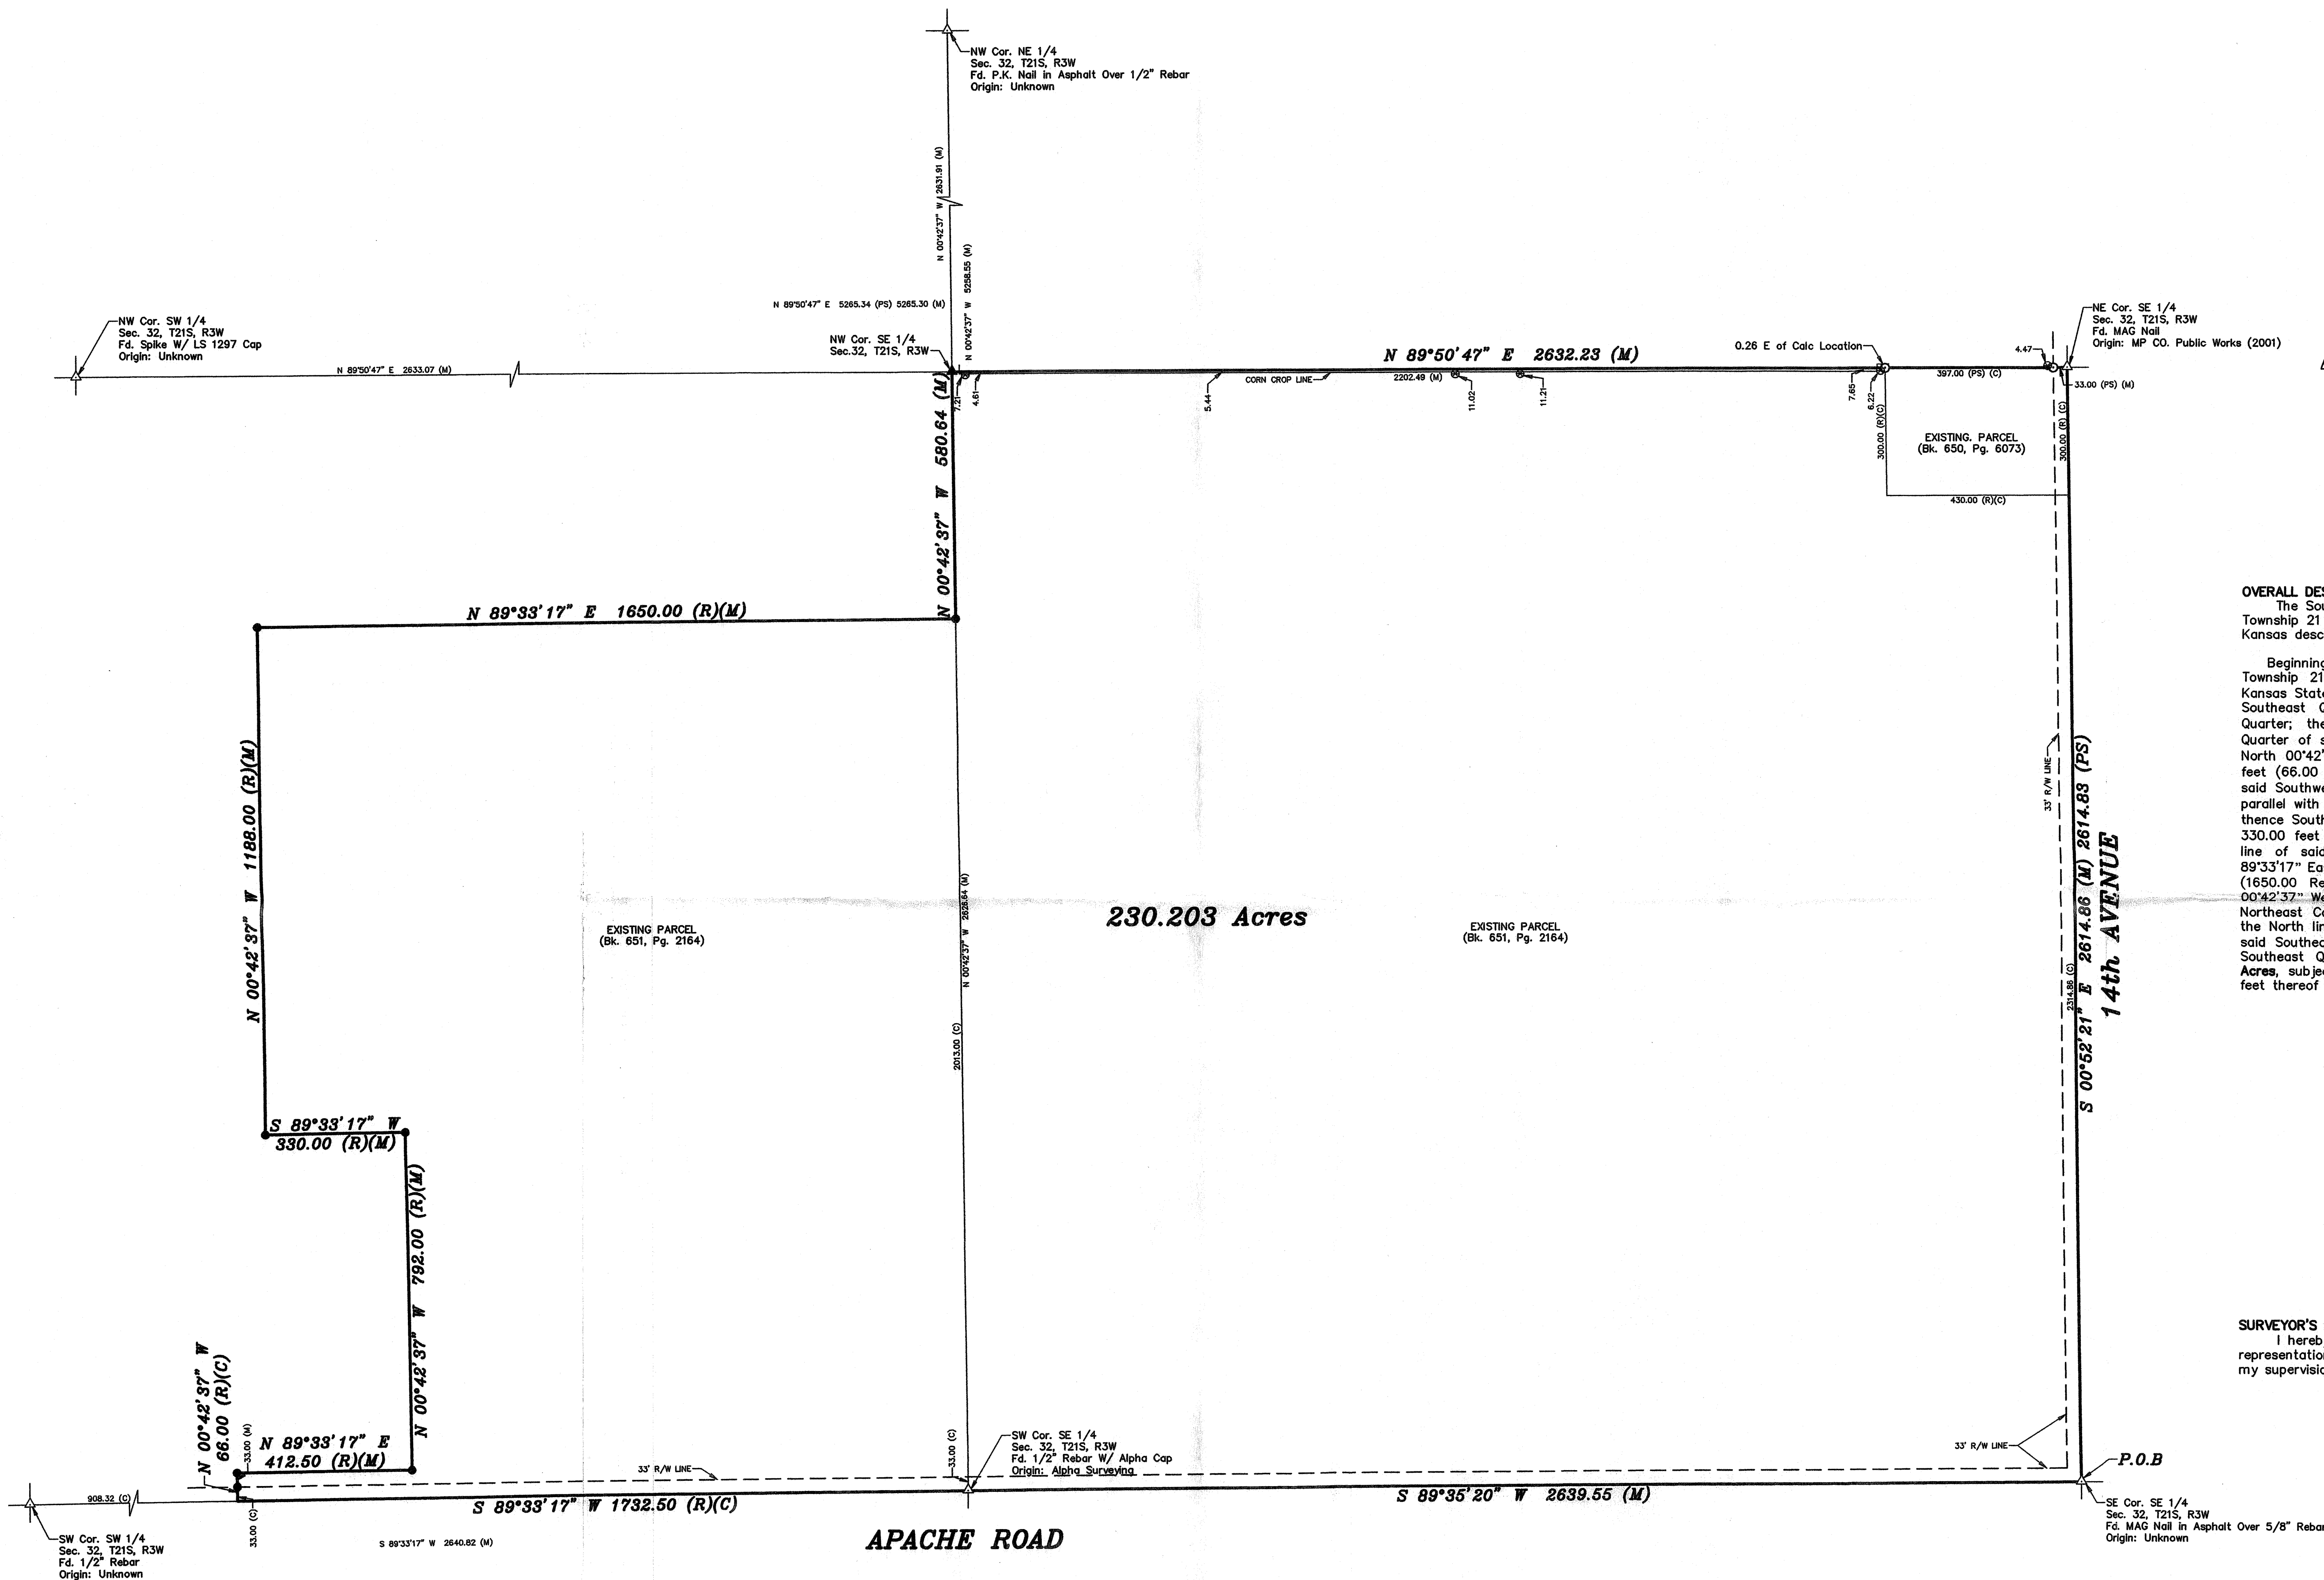 NW Cor. NE 1/4
Sec. 32, T21S, R3W
Fd. P.K. Nail in Asphalt Over 1/2" Rebar
Origin: Unknown
N 00°42'37" W 2631.91 (M)
N 00°42'37" W 5258.55 (M)
N 89°50'47" E 5265.34 (PS) 5265.30 (M)
NW Cor. SW 1/4
Sec. 32, T21S, R3W
Fd. Spike W/ LS 1297 Cap
Origin: Unknown
NW Cor. SE 1/4
Sec.32, T21S, R3W
N 89°50'47" E 2633.07 (M)
N 89°50'47" E 2632.23 (M)
0.26 E of Calc Location
4.47
NE Cor. SE 1/4
Sec. 32, T21S, R3W
Fd. MAG Nail
Origin: MP CO. Public Works (2001)
CORN CROP LINE
2202.49 (M)
397.00 (PS) (C)
33.00 (PS) (M)
7.21
4.61
5.44
11.02
11.21
7.65
6.22
300.00 (R)(C)
300.00 (R) (C)
EXISTING. PARCEL
(Bk. 650, Pg. 6073)
430.00 (R)(C)
N 00°42'37" W 580.64 (M)
N 89°33'17" E 1650.00 (R)(M)
N 00°42'37" W 1188.00 (R)(M)
33' R/W LINE
S 00°52'21" E 2614.86 (M) 2614.83 (PS)
14th AVENUE
2314.86 (C)
N 00°42'37" W 2626.64 (M)
2013.00 (C)
230.203 Acres
EXISTING PARCEL
(Bk. 651, Pg. 2164)
EXISTING PARCEL
(Bk. 651, Pg. 2164)
S 89°33'17" W
330.00 (R)(M)
N 00°42'37" W 792.00 (R)(M)
N 00°42'37" W
66.00 (R)(C)
33.00 (M)
N 89°33'17" E
412.50 (R)(M)
33' R/W LINE
33.00 (C)
SW Cor. SE 1/4
Sec. 32, T21S, R3W
Fd. 1/2" Rebar W/ Alpha Cap
Origin: Alpha Surveying
33' R/W LINE
P.O.B
908.32 (C)
33.00 (C)
S 89°33'17" W 1732.50 (R)(C)
S 89°35'20" W 2639.55 (M)
SW Cor. SW 1/4
Sec. 32, T21S, R3W
Fd. 1/2" Rebar
Origin: Unknown
S 89°33'17" W 2640.82 (M)
APACHE ROAD
SE Cor. SE 1/4
Sec. 32, T21S, R3W
Fd. MAG Nail in Asphalt Over 5/8" Rebar
Origin: Unknown
OVERALL DES
The Sou
Township 21
Kansas desc
Beginning
Township 21
Kansas State
Southeast Q
Quarter; the
Quarter of s
North 00°42'
feet (66.00
said Southwe
parallel with
thence South
330.00 feet
line of said
89°33'17" Ea
(1650.00 Re
00°42'37" We
Northeast Co
the North lin
said Southea
Southeast Q
Acres, subje
feet thereof
SURVEYOR'S
I hereb
representation
my supervisio